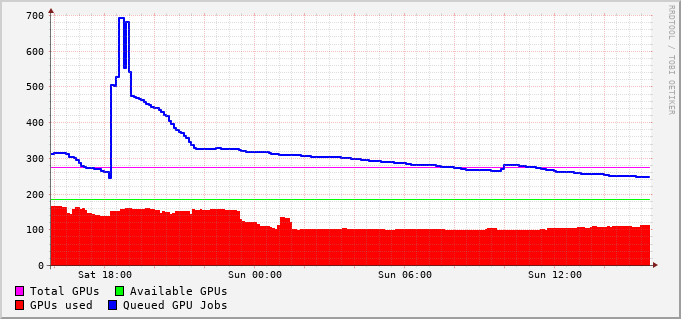 700
600
500
400
300
200
100
0
Sat 18:00 Sun 00:00 Sun 06:00 Sun 12:00
Total GPUs Available GPUs
GPUs used Queued GPU Jobs
RRDTOOL / TOBI OETIKER